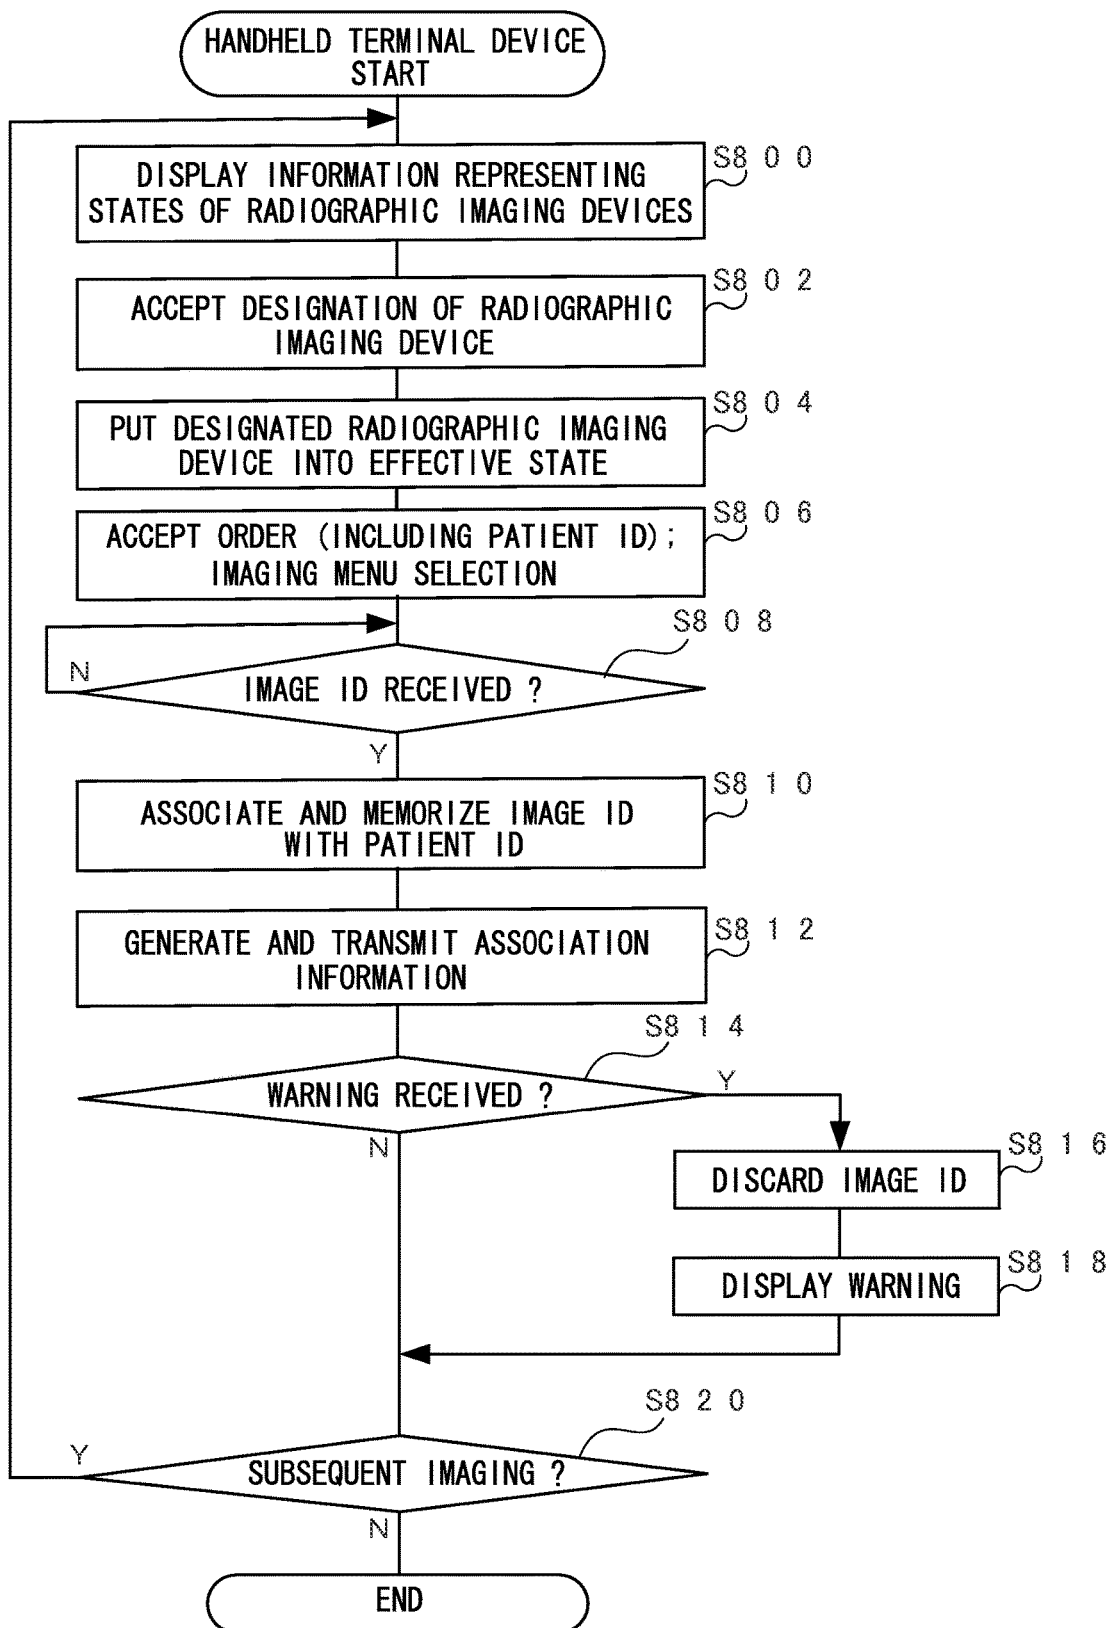 HANDHELD TERMINAL DEVICE
START
S800
DISPLAY INFORMATION REPRESENTING
STATES OF RADIOGRAPHIC IMAGING DEVICES
S802
ACCEPT DESIGNATION OF RADIOGRAPHIC
IMAGING DEVICE
S804
PUT DESIGNATED RADIOGRAPHIC IMAGING
DEVICE INTO EFFECTIVE STATE
S806
ACCEPT ORDER (INCLUDING PATIENT ID);
IMAGING MENU SELECTION
S808
N
IMAGE ID RECEIVED ?
Y
S810
ASSOCIATE AND MEMORIZE IMAGE ID
WITH PATIENT ID
S812
GENERATE AND TRANSMIT ASSOCIATION
INFORMATION
S814
WARNING RECEIVED ?
Y
N
S816
DISCARD IMAGE ID
S818
DISPLAY WARNING
S820
Y
SUBSEQUENT IMAGING ?
N
END